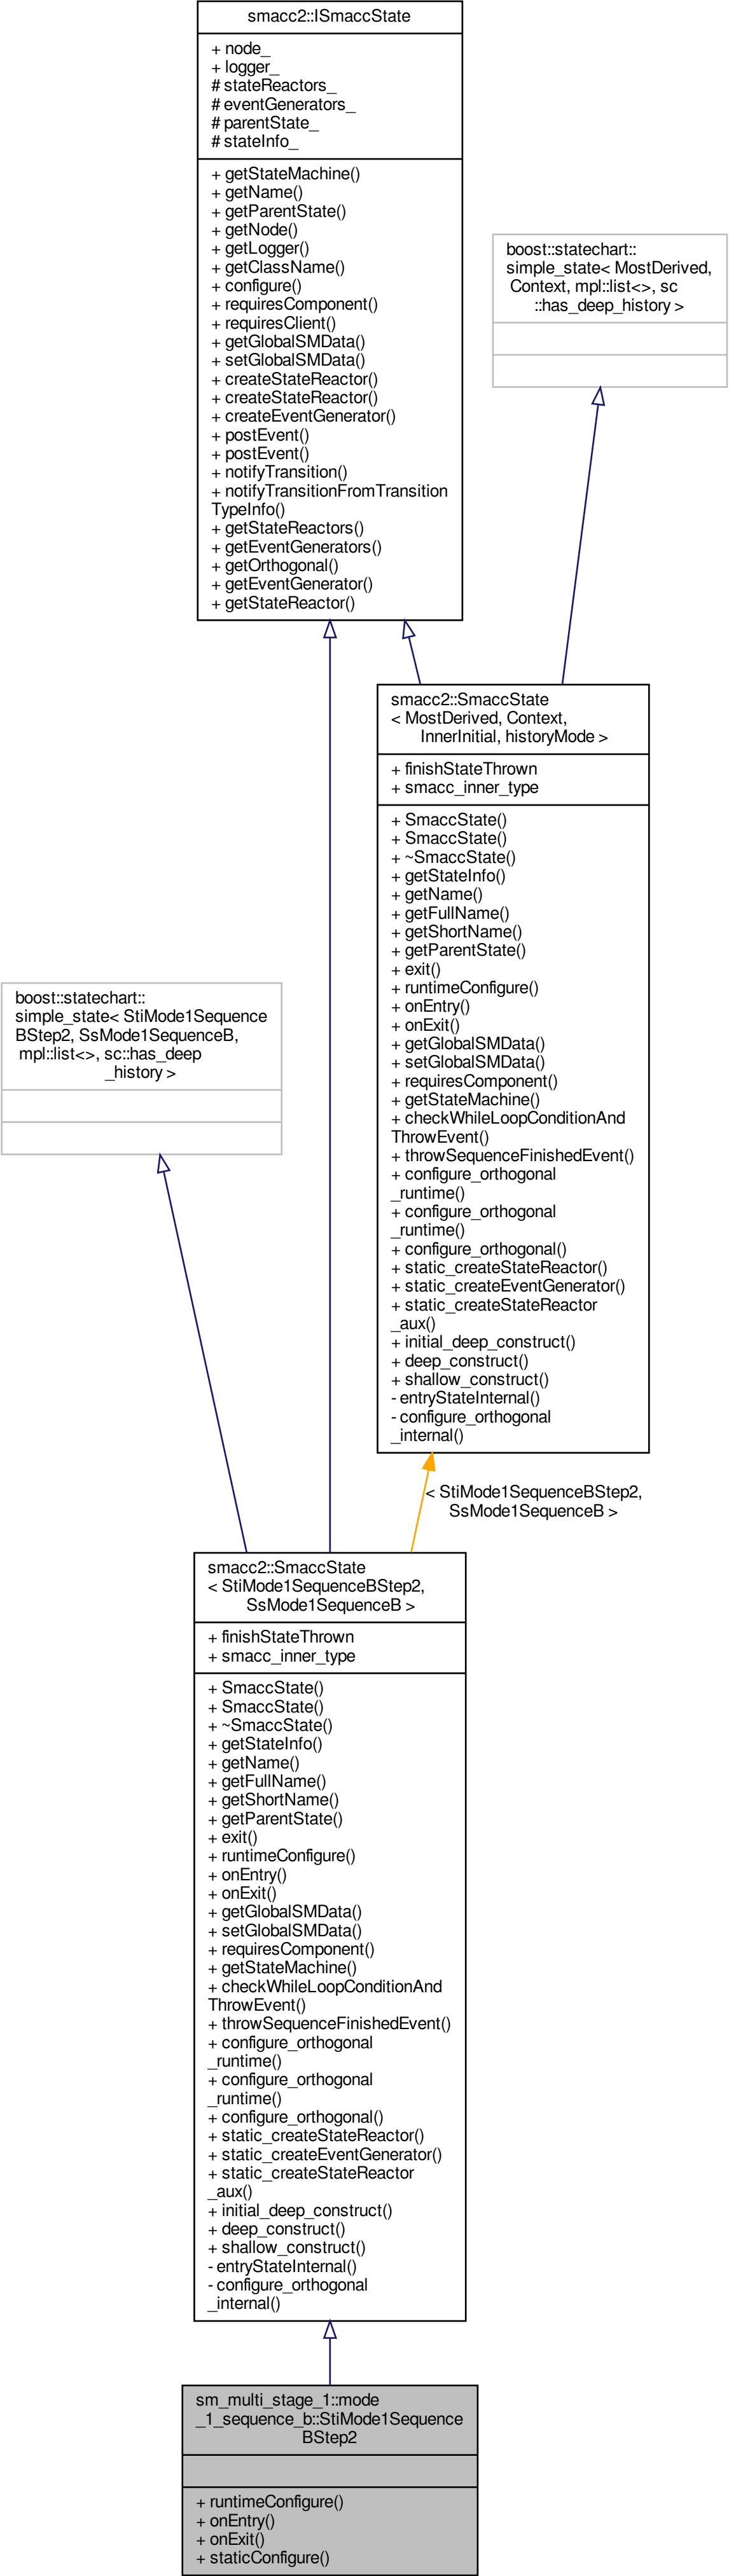 smacc2::ISmaccState
+ node_
+ logger_
# stateReactors_
# eventGenerators_
# parentState_
# stateInfo_
+ getStateMachine()
+ getName()
+ getParentState()
+ getNode()
+ getLogger()
+ getClassName()
+ configure()
+ requiresComponent()
+ requiresClient()
+ getGlobalSMData()
+ setGlobalSMData()
+ createStateReactor()
+ createStateReactor()
+ createEventGenerator()
+ postEvent()
+ postEvent()
+ notifyTransition()
+ notifyTransitionFromTransition
TypeInfo()
+ getStateReactors()
+ getEventGenerators()
+ getOrthogonal()
+ getEventGenerator()
+ getStateReactor()
boost::statechart::
simple_state< MostDerived,
Context, mpl::list<>, sc
::has_deep_history >
smacc2::SmaccState
< MostDerived, Context,
InnerInitial, historyMode >
+ finishStateThrown
+ smacc_inner_type
+ SmaccState()
+ SmaccState()
+ ~SmaccState()
+ getStateInfo()
+ getName()
+ getFullName()
+ getShortName()
+ getParentState()
+ exit()
+ runtimeConfigure()
+ onEntry()
+ onExit()
+ getGlobalSMData()
+ setGlobalSMData()
+ requiresComponent()
+ getStateMachine()
+ checkWhileLoopConditionAnd
ThrowEvent()
+ throwSequenceFinishedEvent()
+ configure_orthogonal
_runtime()
+ configure_orthogonal
_runtime()
+ configure_orthogonal()
+ static_createStateReactor()
+ static_createEventGenerator()
+ static_createStateReactor
_aux()
+ initial_deep_construct()
+ deep_construct()
+ shallow_construct()
- entryStateInternal()
- configure_orthogonal
_internal()
boost::statechart::
simple_state< StiMode1Sequence
BStep2, SsMode1SequenceB,
mpl::list<>, sc::has_deep
_history >
< StiMode1SequenceBStep2,
SsMode1SequenceB >
smacc2::SmaccState
< StiMode1SequenceBStep2,
SsMode1SequenceB >
+ finishStateThrown
+ smacc_inner_type
+ SmaccState()
+ SmaccState()
+ ~SmaccState()
+ getStateInfo()
+ getName()
+ getFullName()
+ getShortName()
+ getParentState()
+ exit()
+ runtimeConfigure()
+ onEntry()
+ onExit()
+ getGlobalSMData()
+ setGlobalSMData()
+ requiresComponent()
+ getStateMachine()
+ checkWhileLoopConditionAnd
ThrowEvent()
+ throwSequenceFinishedEvent()
+ configure_orthogonal
_runtime()
+ configure_orthogonal
_runtime()
+ configure_orthogonal()
+ static_createStateReactor()
+ static_createEventGenerator()
+ static_createStateReactor
_aux()
+ initial_deep_construct()
+ deep_construct()
+ shallow_construct()
- entryStateInternal()
- configure_orthogonal
_internal()
sm_multi_stage_1::mode
_1_sequence_b::StiMode1Sequence
BStep2
+ runtimeConfigure()
+ onEntry()
+ onExit()
+ staticConfigure()